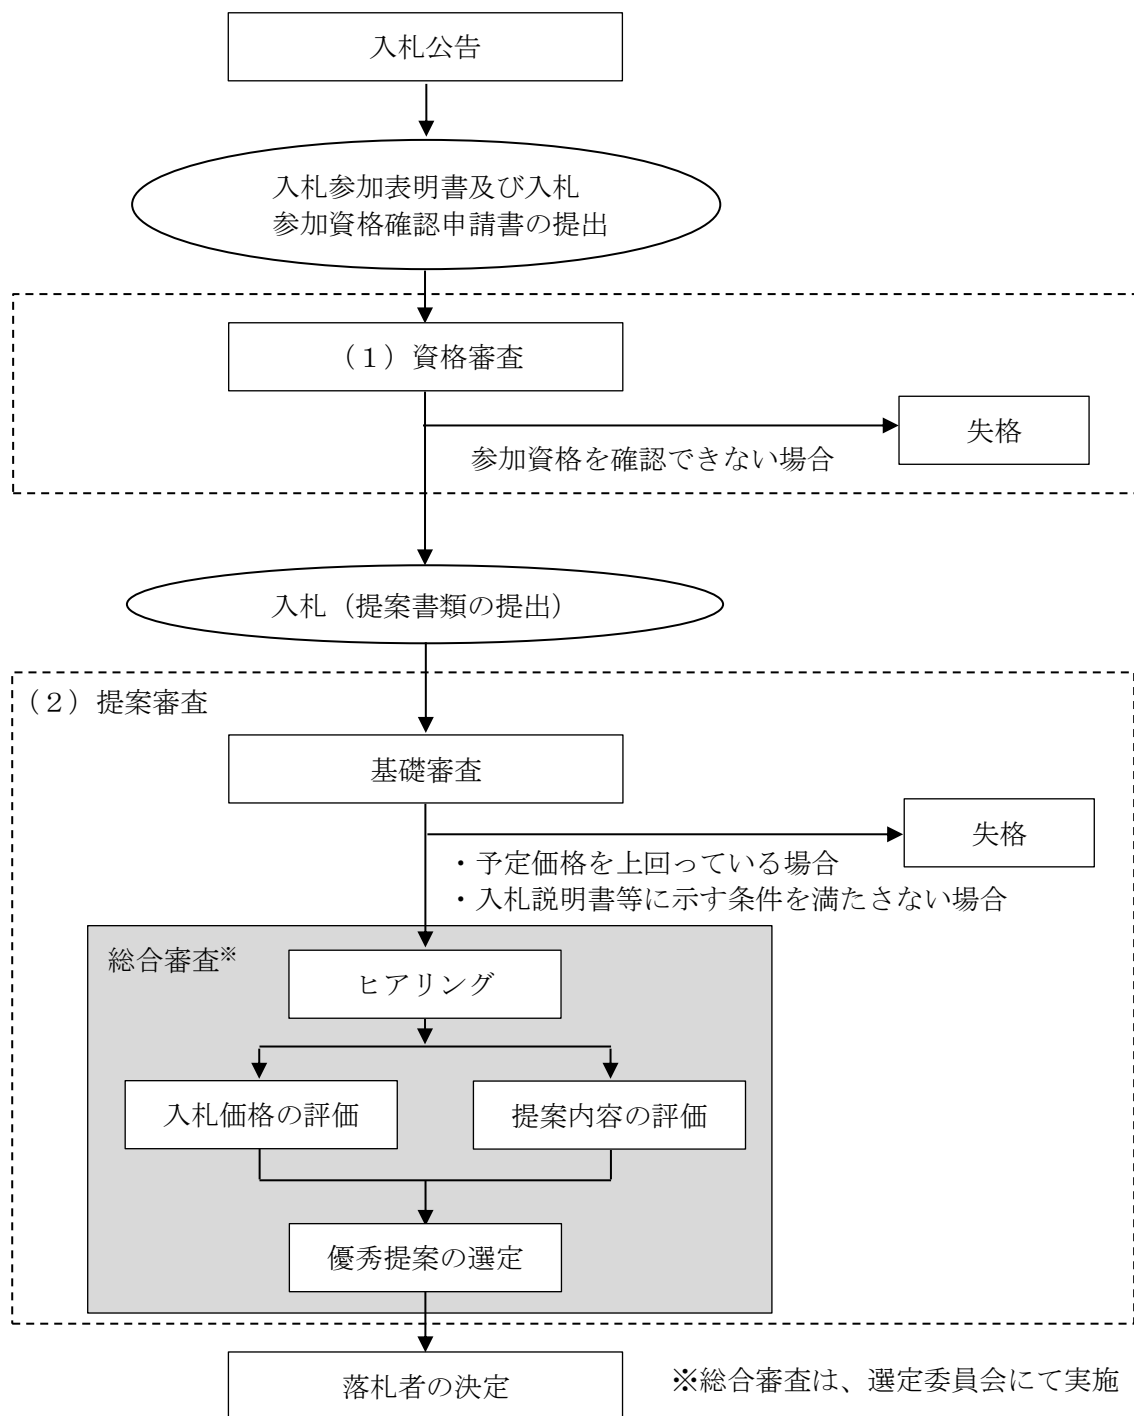 入札公告
入札参加表明書及び入札
参加資格確認申請書の提出
（１）資格審査
失格
参加資格を確認できない場合
入札（提案書類の提出）
（２）提案審査
基礎審査
失格
・予定価格を上回っている場合
・入札説明書等に示す条件を満たさない場合
総合審査※
ヒアリング
入札価格の評価
提案内容の評価
優秀提案の選定
落札者の決定
※総合審査は、選定委員会にて実施